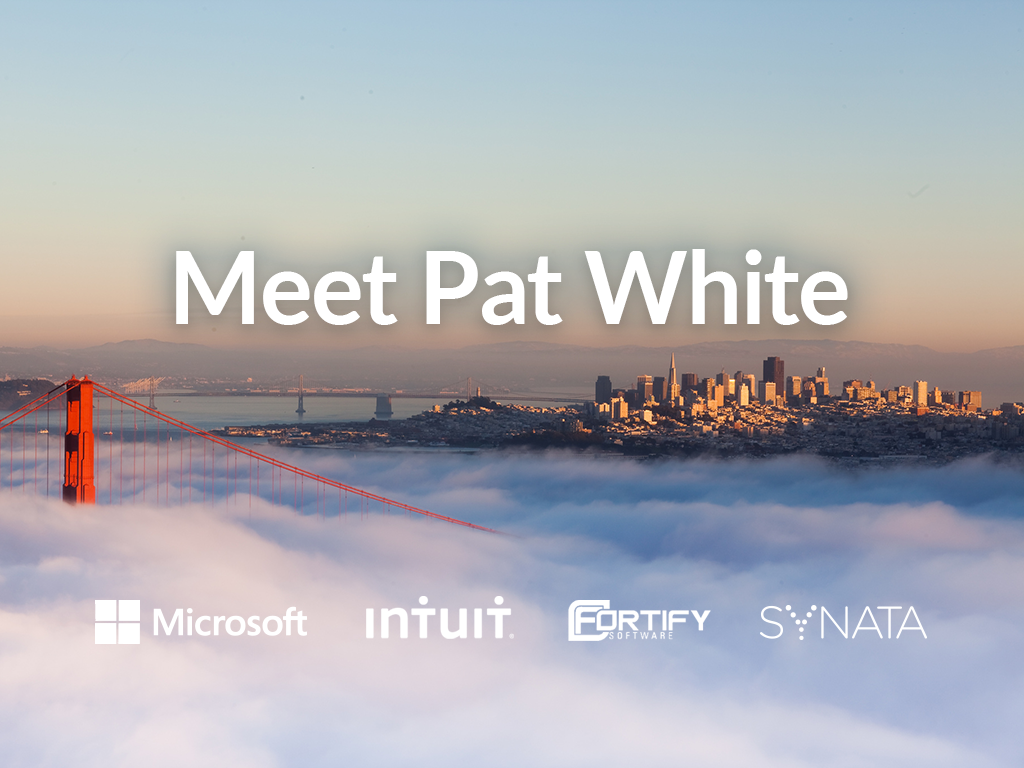 Meet Pat White
Microsoft
intuit®
FORTIFY
SOFTWARE
SYNATA